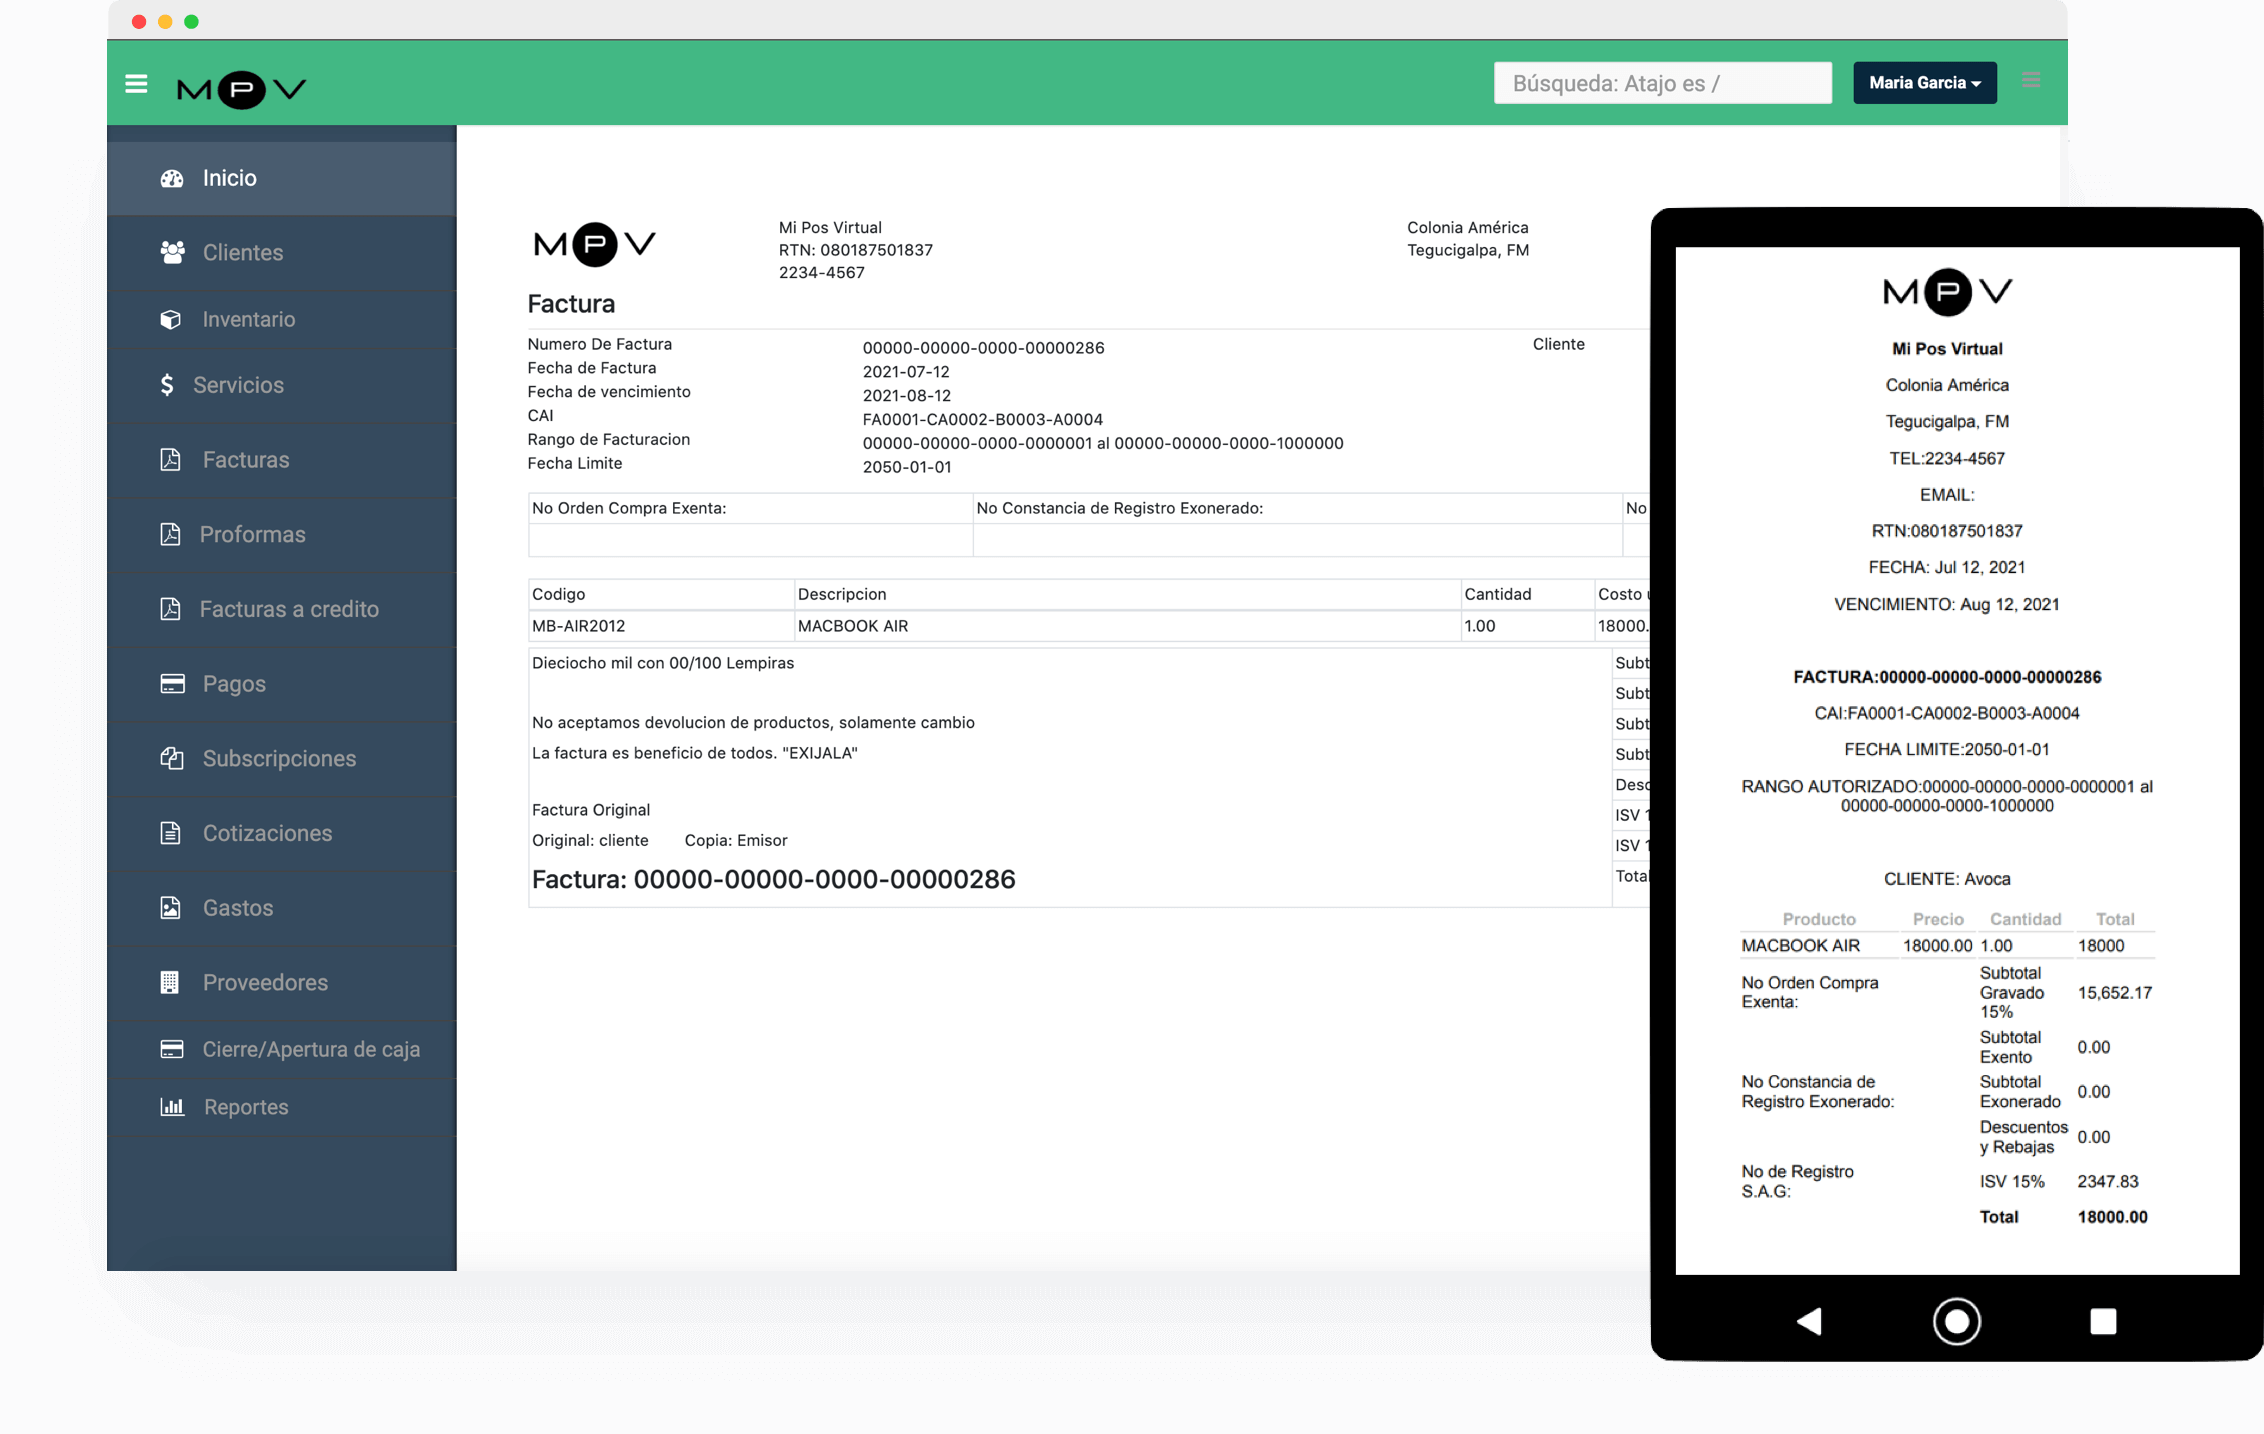 MPV
Búsqueda: Atajo es /
Maria Garcia
Inicio
Clientes
Inventario
Servicios
Facturas
Proformas
Facturas a credito
Pagos
Subscripciones
Cotizaciones
Gastos
Proveedores
Cierre/Apertura de caja
Reportes
MPV
Mi Pos Virtual
RTN: 080187501837
2234-4567
Colonia América
Tegucigalpa, FM
Factura
Numero De Factura 00000-00000-0000-00000286 Cliente
Fecha de Factura 2021-07-12
Fecha de vencimiento 2021-08-12
CAI FA0001-CA0002-B0003-A0004
Rango de Facturacion 00000-00000-0000-0000001 al 00000-00000-0000-1000000
Fecha Limite 2050-01-01
No Orden Compra Exenta: No Constancia de Registro Exonerado: No
Codigo Descripcion Cantidad Costo
MB-AIR2012 MACBOOK AIR 1.00 18000.
Dieciocho mil con 00/100 Lempiras
No aceptamos devolucion de productos, solamente cambio
La factura es beneficio de todos. "EXIJALA"
Factura Original
Original: cliente Copia: Emisor
Factura: 00000-00000-0000-00000286
Subt
Subt
Subt
Subt
Desc
ISV 1
ISV 1
Total
MPV
Mi Pos Virtual
Colonia América
Tegucigalpa, FM
TEL:2234-4567
EMAIL:
RTN:080187501837
FECHA: Jul 12, 2021
VENCIMIENTO: Aug 12, 2021
FACTURA:00000-00000-0000-00000286
CAI:FA0001-CA0002-B0003-A0004
FECHA LIMITE:2050-01-01
RANGO AUTORIZADO:00000-00000-0000-0000001 al
00000-00000-0000-1000000
CLIENTE: Avoca
Producto Precio Cantidad Total
MACBOOK AIR 18000.00 1.00 18000
No Orden Compra
Exenta:
Subtotal
Gravado
15%
15,652.17
Subtotal
Exento
0.00
No Constancia de
Registro Exonerado:
Subtotal
Exonerado
0.00
Descuentos
y Rebajas
0.00
No de Registro
S.A.G:
ISV 15% 2347.83
Total 18000.00